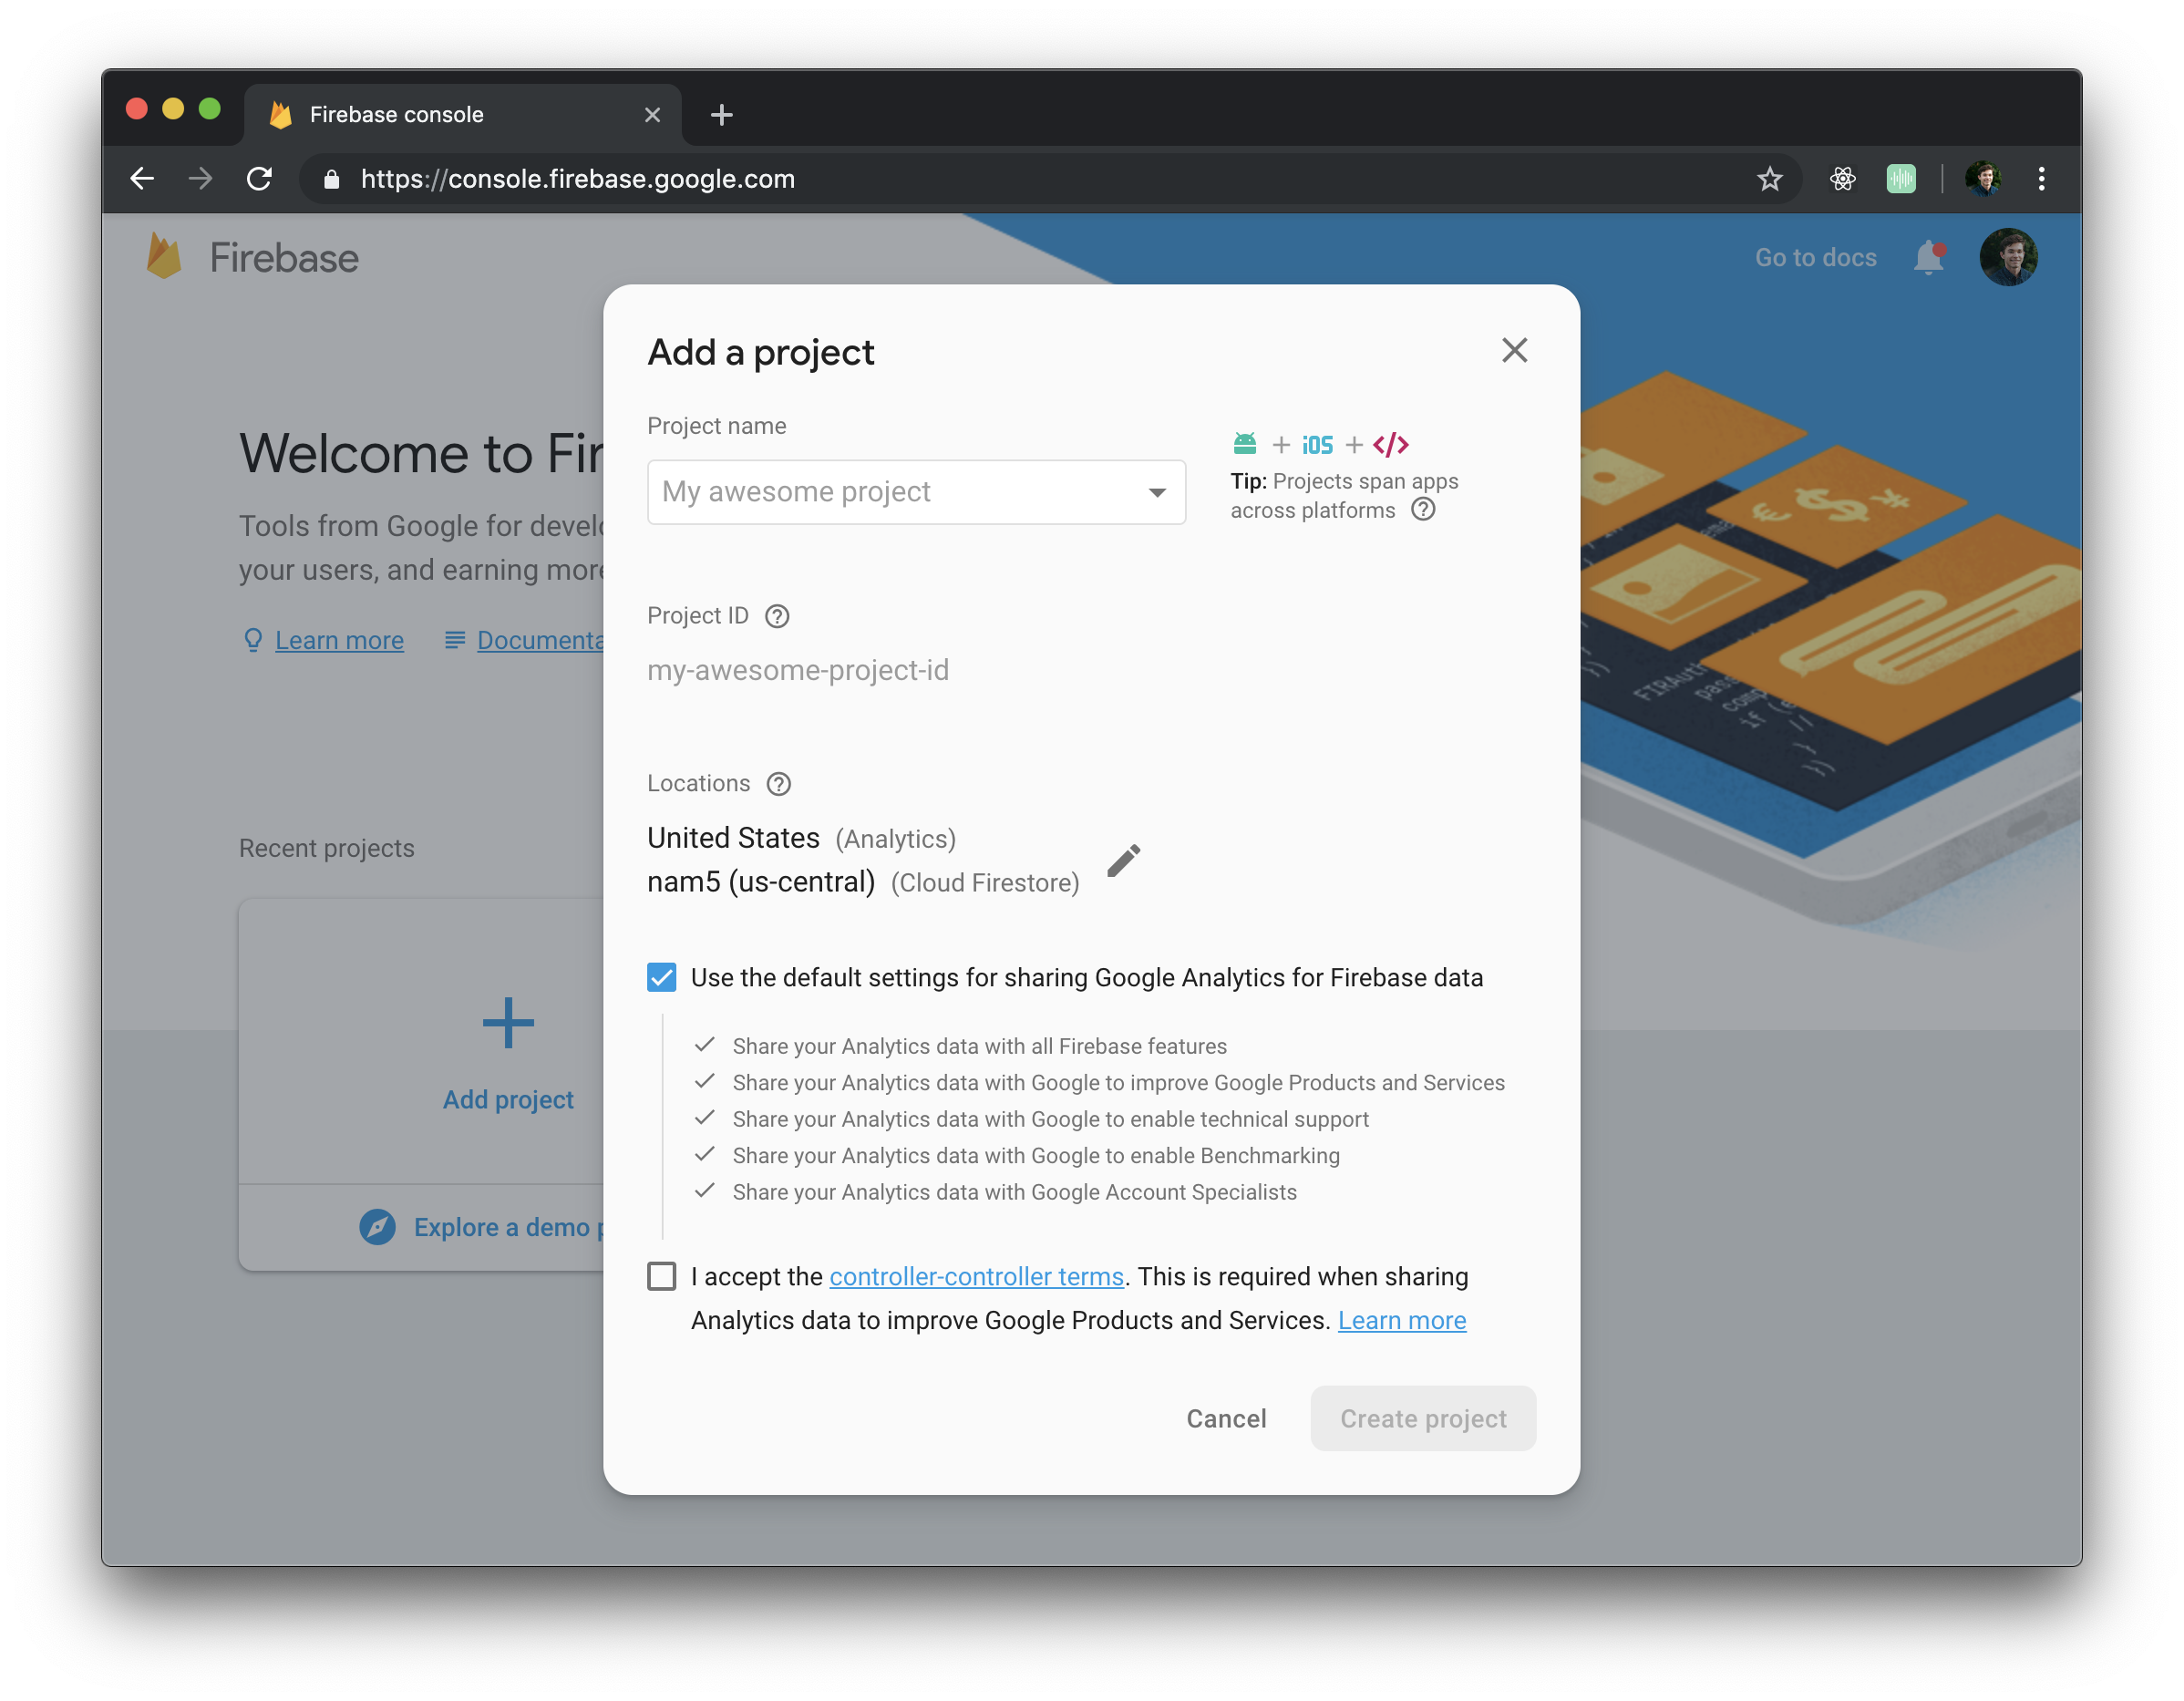 Firebase console
https://console.firebase.google.com
Firebase
Go to docs
Welcome to Fir
Tools from Google for develo
your users, and earning more
Learn more
Documenta
Recent projects
Add project
Explore a demo p
Add a project
Project name
My awesome project
iOS
Tip: Projects span apps
across platforms
Project ID
my-awesome-project-id
Locations
United States (Analytics)
nam5 (us-central) (Cloud Firestore)
Use the default settings for sharing Google Analytics for Firebase data
Share your Analytics data with all Firebase features
Share your Analytics data with Google to improve Google Products and Services
Share your Analytics data with Google to enable technical support
Share your Analytics data with Google to enable Benchmarking
Share your Analytics data with Google Account Specialists
I accept the controller-controller terms. This is required when sharing
Analytics data to improve Google Products and Services. Learn more
Cancel
Create project
FIRAuth
pass
comp
if (e
//